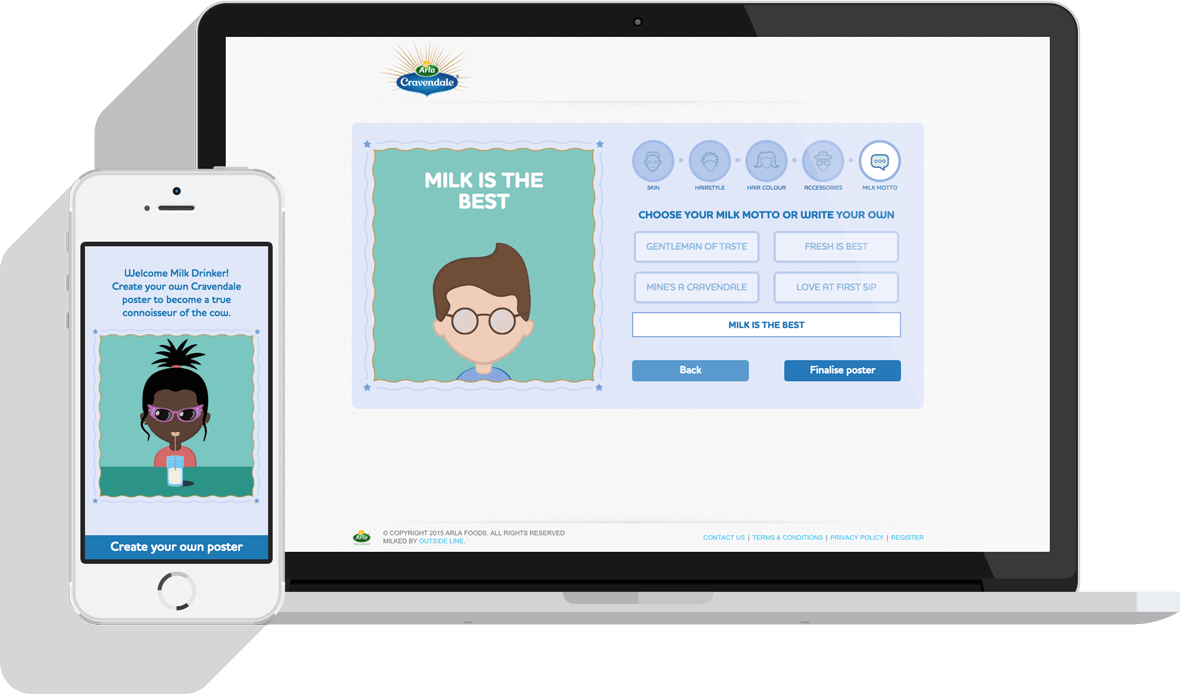 Arla
Cravendale
MILK IS THE
BEST
SKIN
HAIRSTYLE
HAIR COLOUR
ACCESSORIES
MILK MOTTO
CHOOSE YOUR MILK MOTTO OR WRITE YOUR OWN
GENTLEMAN OF TASTE
FRESH IS BEST
MINE'S A CRAVENDALE
LOVE AT FIRST SIP
MILK IS THE BEST
Back
Finalise poster
Arla
© COPYRIGHT 2015 ARLA FOODS. ALL RIGHTS RESERVED
MILKED BY OUTSIDE LINE.
CONTACT US | TERMS & CONDITIONS | PRIVACY POLICY | REGISTER
Welcome Milk Drinker!
Create your own Cravendale
poster to become a true
connoisseur of the cow.
Create your own poster